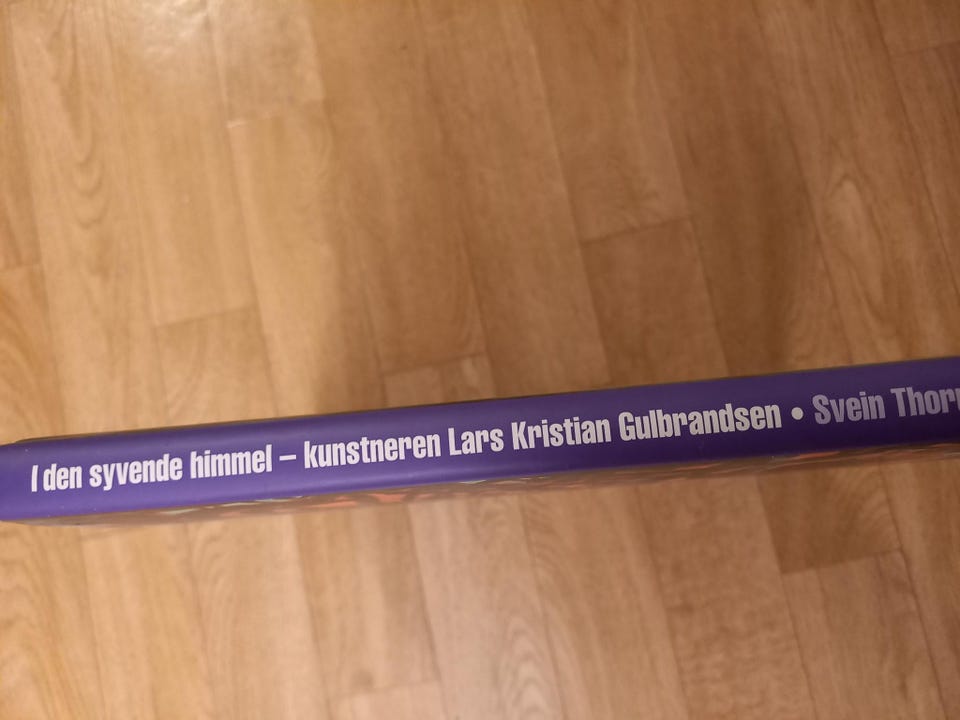 I den syvende himmel – kunstneren Lars Kristian Gulbrandsen • Svein